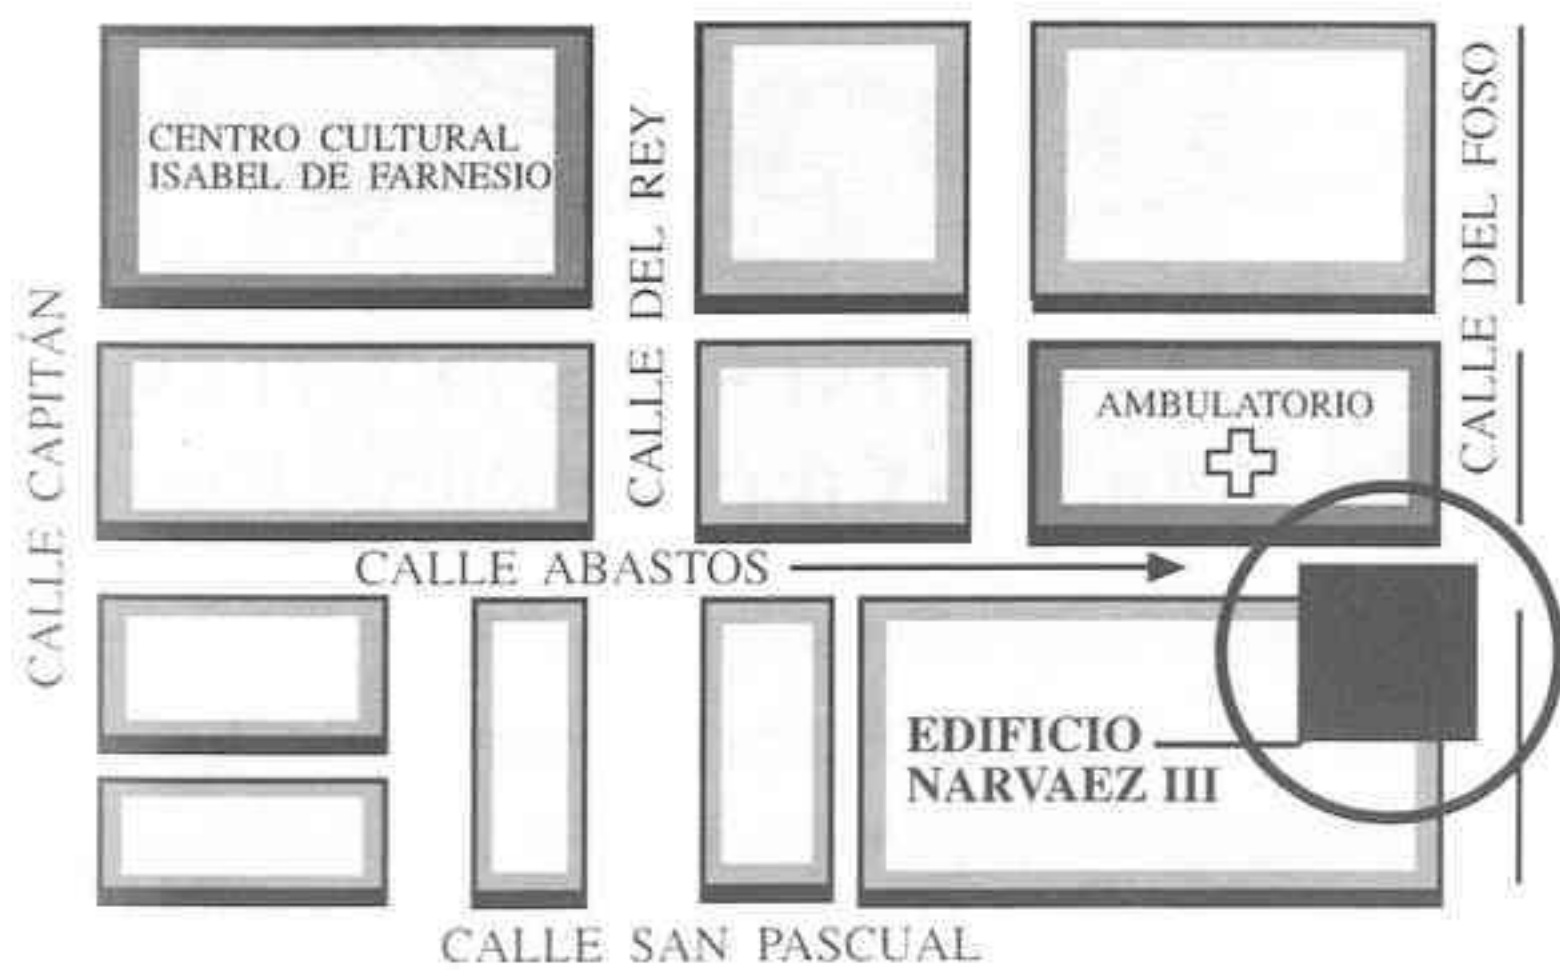 CENTRO CULTURAL
ISABEL DE FARNESIO
CALLE DEL REY
CALLE DEL FOSO
CALLE CAPITÁN
AMBULATORIO
CALLE ABASTOS
EDIFICIO
NARVAEZ III
CALLE SAN PASCUAL